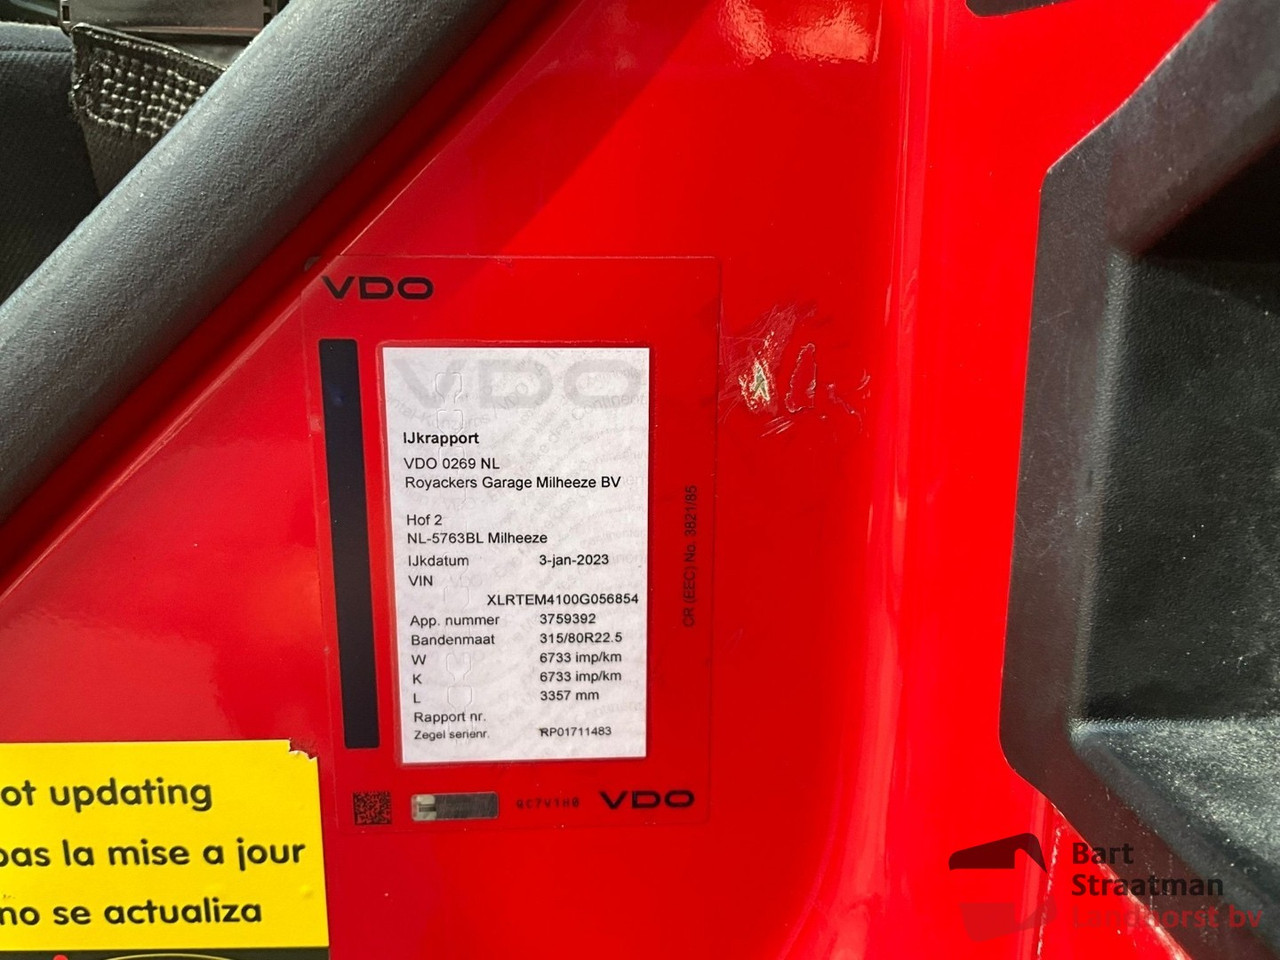 VDO
VDO
IJkrapport
VDO 0269 NL
Royackers Garage Milheeze BV
Hof 2
NL-5763BL Milheeze
IJkdatum 3-jan-2023
VIN
XLRTEM4100G056854
App. nummer 3759392
Bandenmaat 315/80R22.5
W 6733 imp/km
K 6733 imp/km
L 3357 mm
Rapport nr.
Zegel serienr. RP01711483
CR (EEC) No. 3821/85
VDO
ot updating
pas la mise a jour
no se actualiza
Bart
Straatman
Landhorst bv